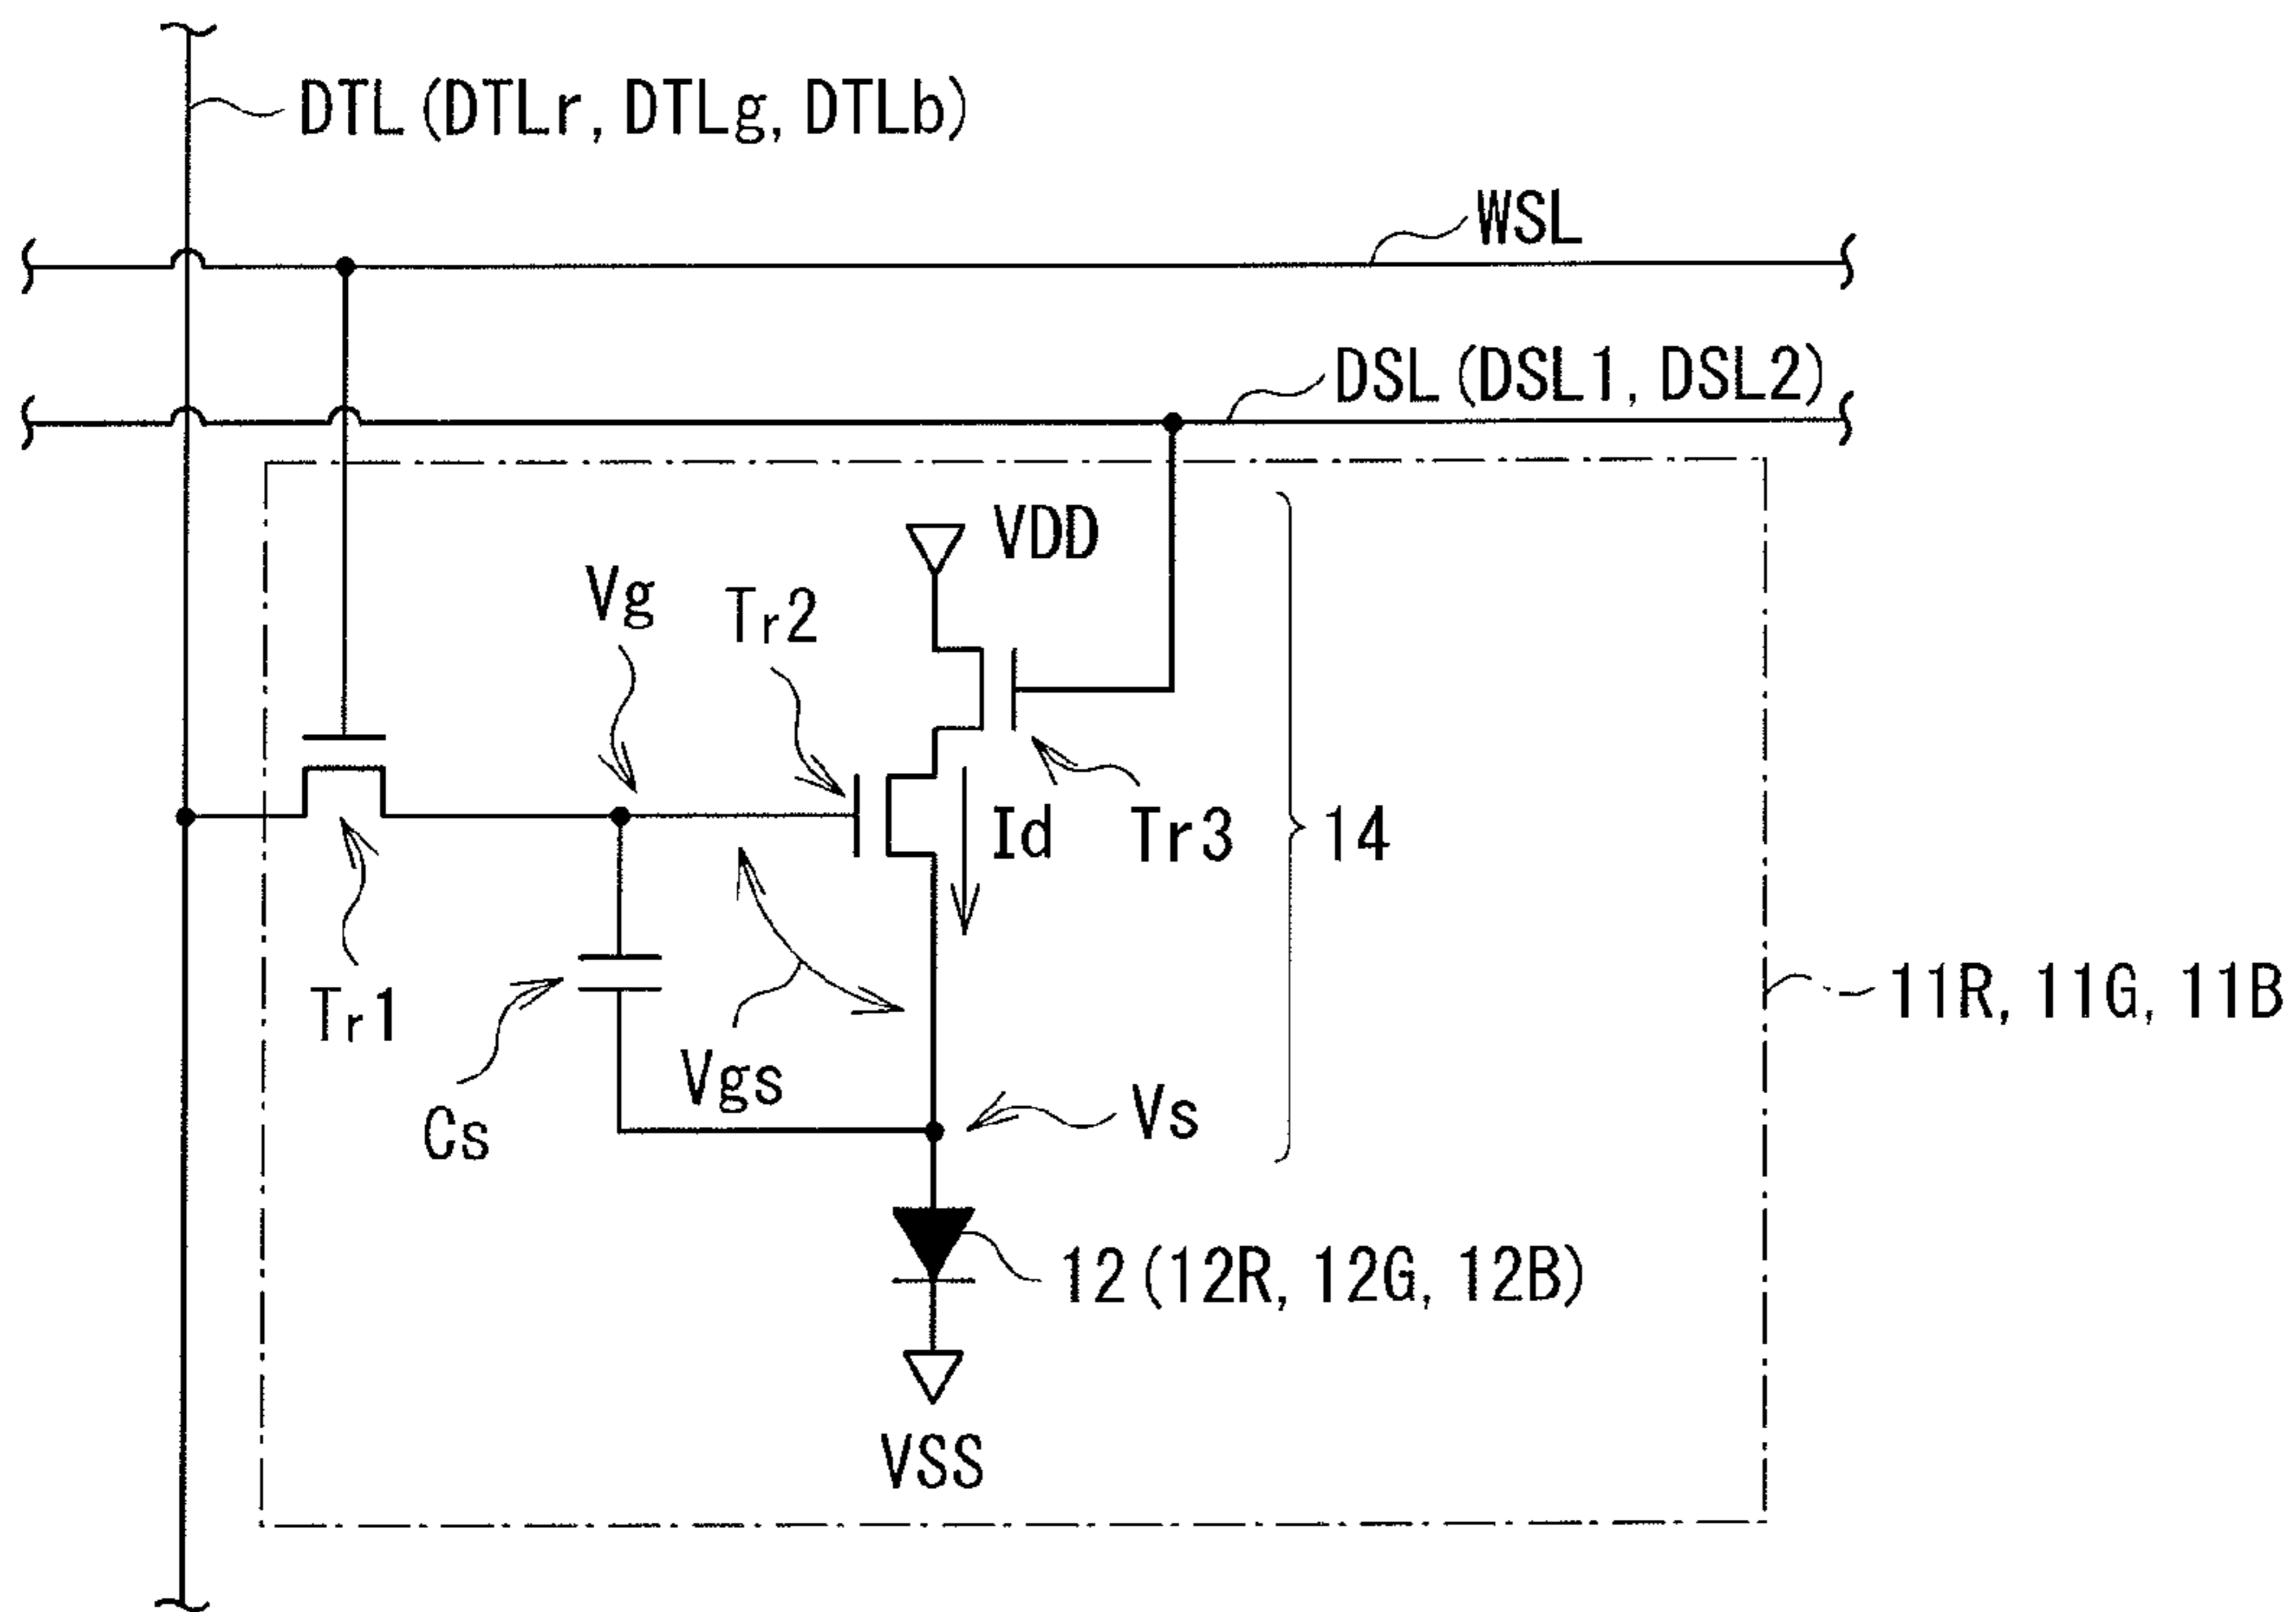 DTL (DTLr, DTLg, DTLb)
WSL
DSL (DSL1, DSL2)
VDD
Vg
Tr2
Id
Tr3
14
11R, 11G, 11B
Tr1
Vgs
Cs
Vs
12 (12R, 12G, 12B)
VSS